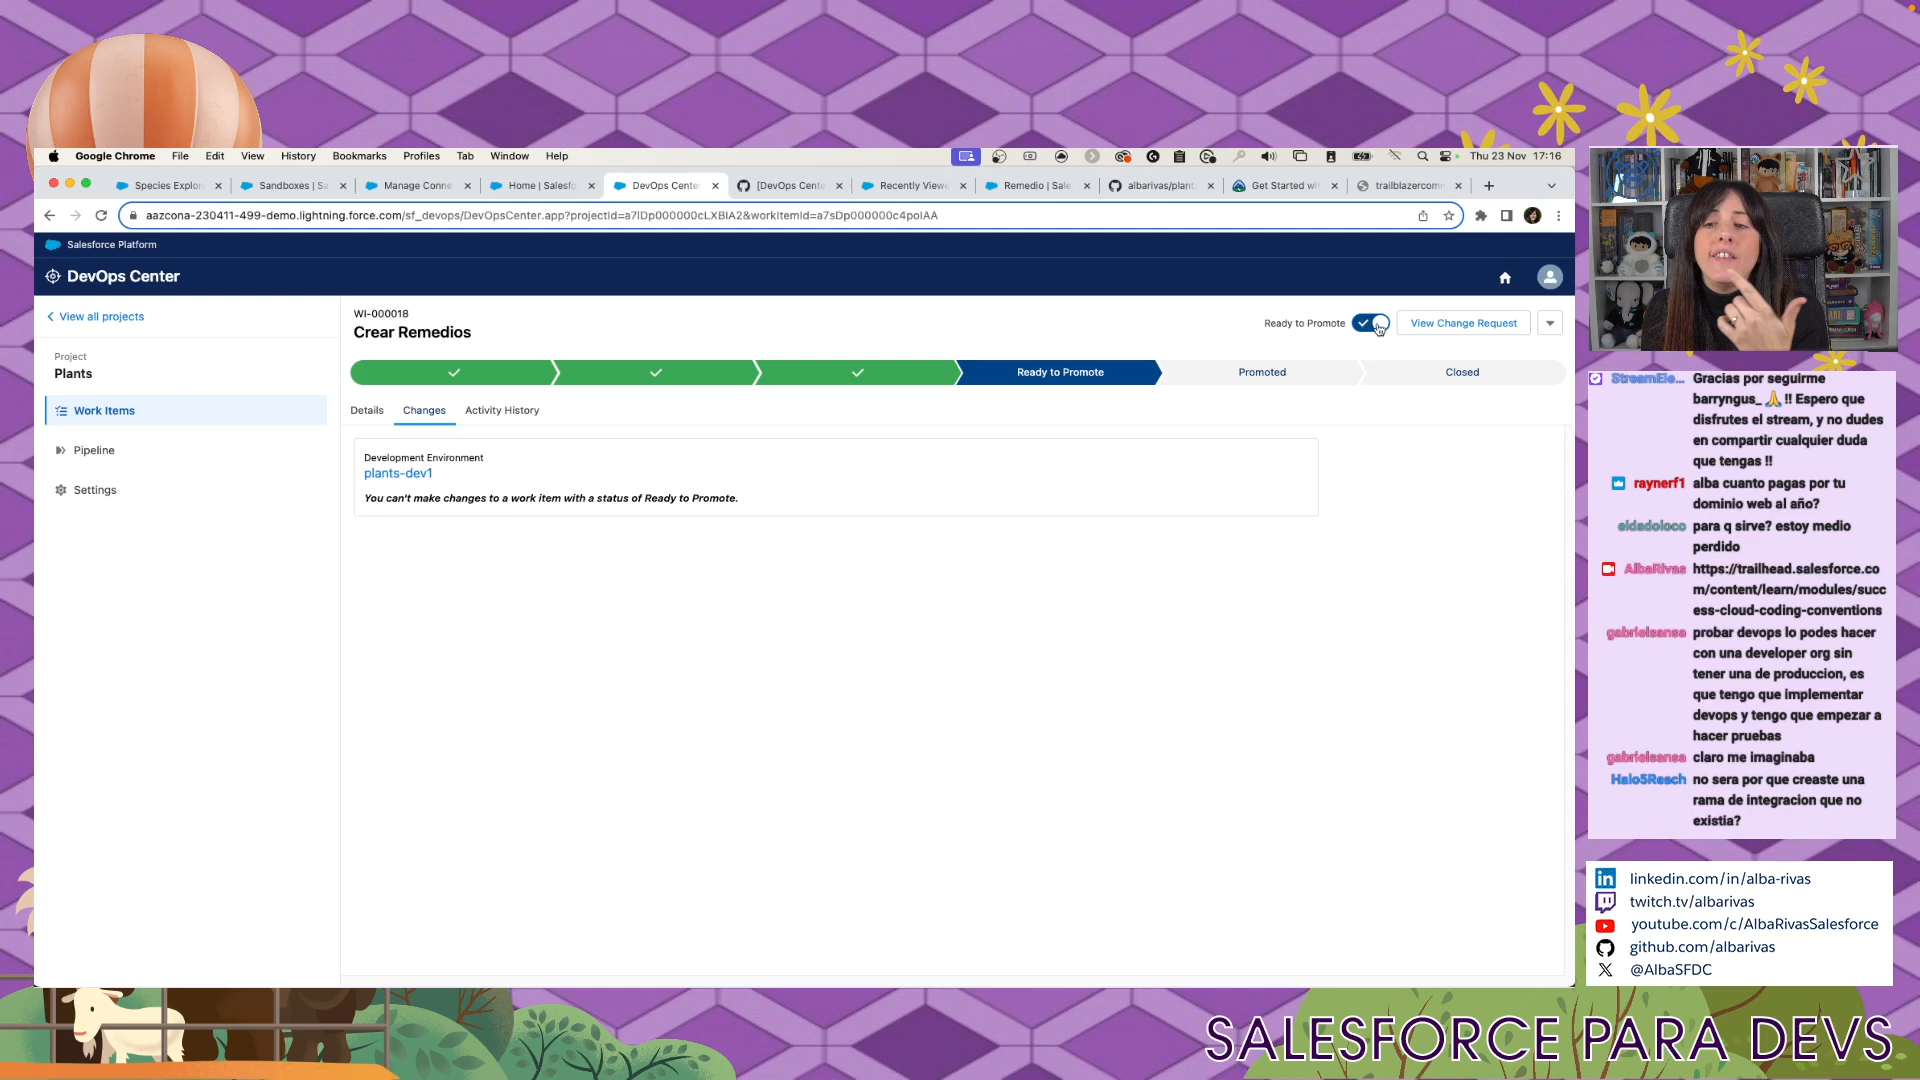 Google Chrome File Edit View History Bookmarks Profiles Tab Window Help Thu 23 Nov 17:16
Species Explor Sandboxes | Sa Manage Conne Home | Salesfo DevOps Cente [DevOps Cente Recently Viewe Remedio | Sale albarivas/plant Get Started wit trailblazercom
aazcona-230411-499-demo.lightning.force.com/sf_devops/DevOpsCenter.app?
Salesforce Platform
DevOps Center
View all projects
Project
Plants
Work Items
Pipeline
Settings
WI-000018
Crear Remedios
Ready to Promote
View Change Request
Ready to Promote Promoted Closed
Details Changes Activity History
Development Environment
plants-dev1
You can't make changes to a work item with a status of Ready to Promote.
StreamEle... Gracias por seguirme
barryngus_ 🙏 !! Espero que
disfrutes el stream, y no dudes
en compartir cualquier duda
que tengas !!
raynerf1 alba cuanto pagas por tu
dominio web al año?
eldadoloco para q sirve? estoy medio
perdido
AlbaRivas https://trailhead.salesforce.co
m/content/learn/modules/succ
ess-cloud-coding-conventions
gabrielsansa probar devops lo podes hacer
con una developer org sin
tener una de produccion, es
que tengo que implementar
devops y tengo que empezar a
hacer pruebas
gabrielsansa claro me imaginaba
Halo5Reach no sera por que creaste una
rama de integracion que no
existia?
linkedin.com/in/alba-rivas
twitch.tv/albarivas
youtube.com/c/AlbaRivasSalesforce
github.com/albarivas
@AlbaSFDC
SALESFORCE PARA DEVS